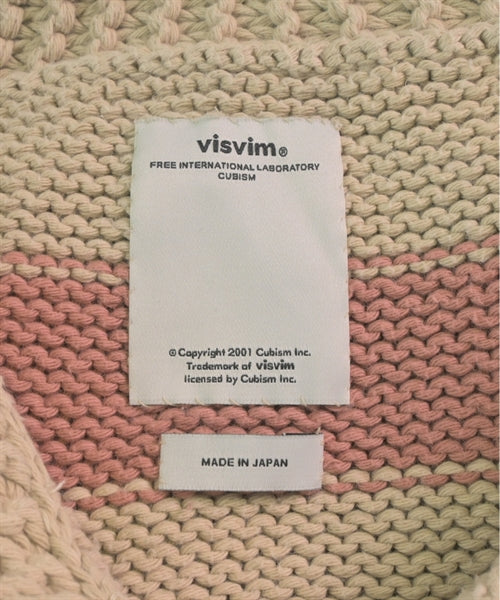 visvim®
FREE INTERNATIONAL LABORATORY
CUBISM
© Copyright 2001 Cubism Inc.
Trademark of visvim
licensed by Cubism Inc.
MADE IN JAPAN